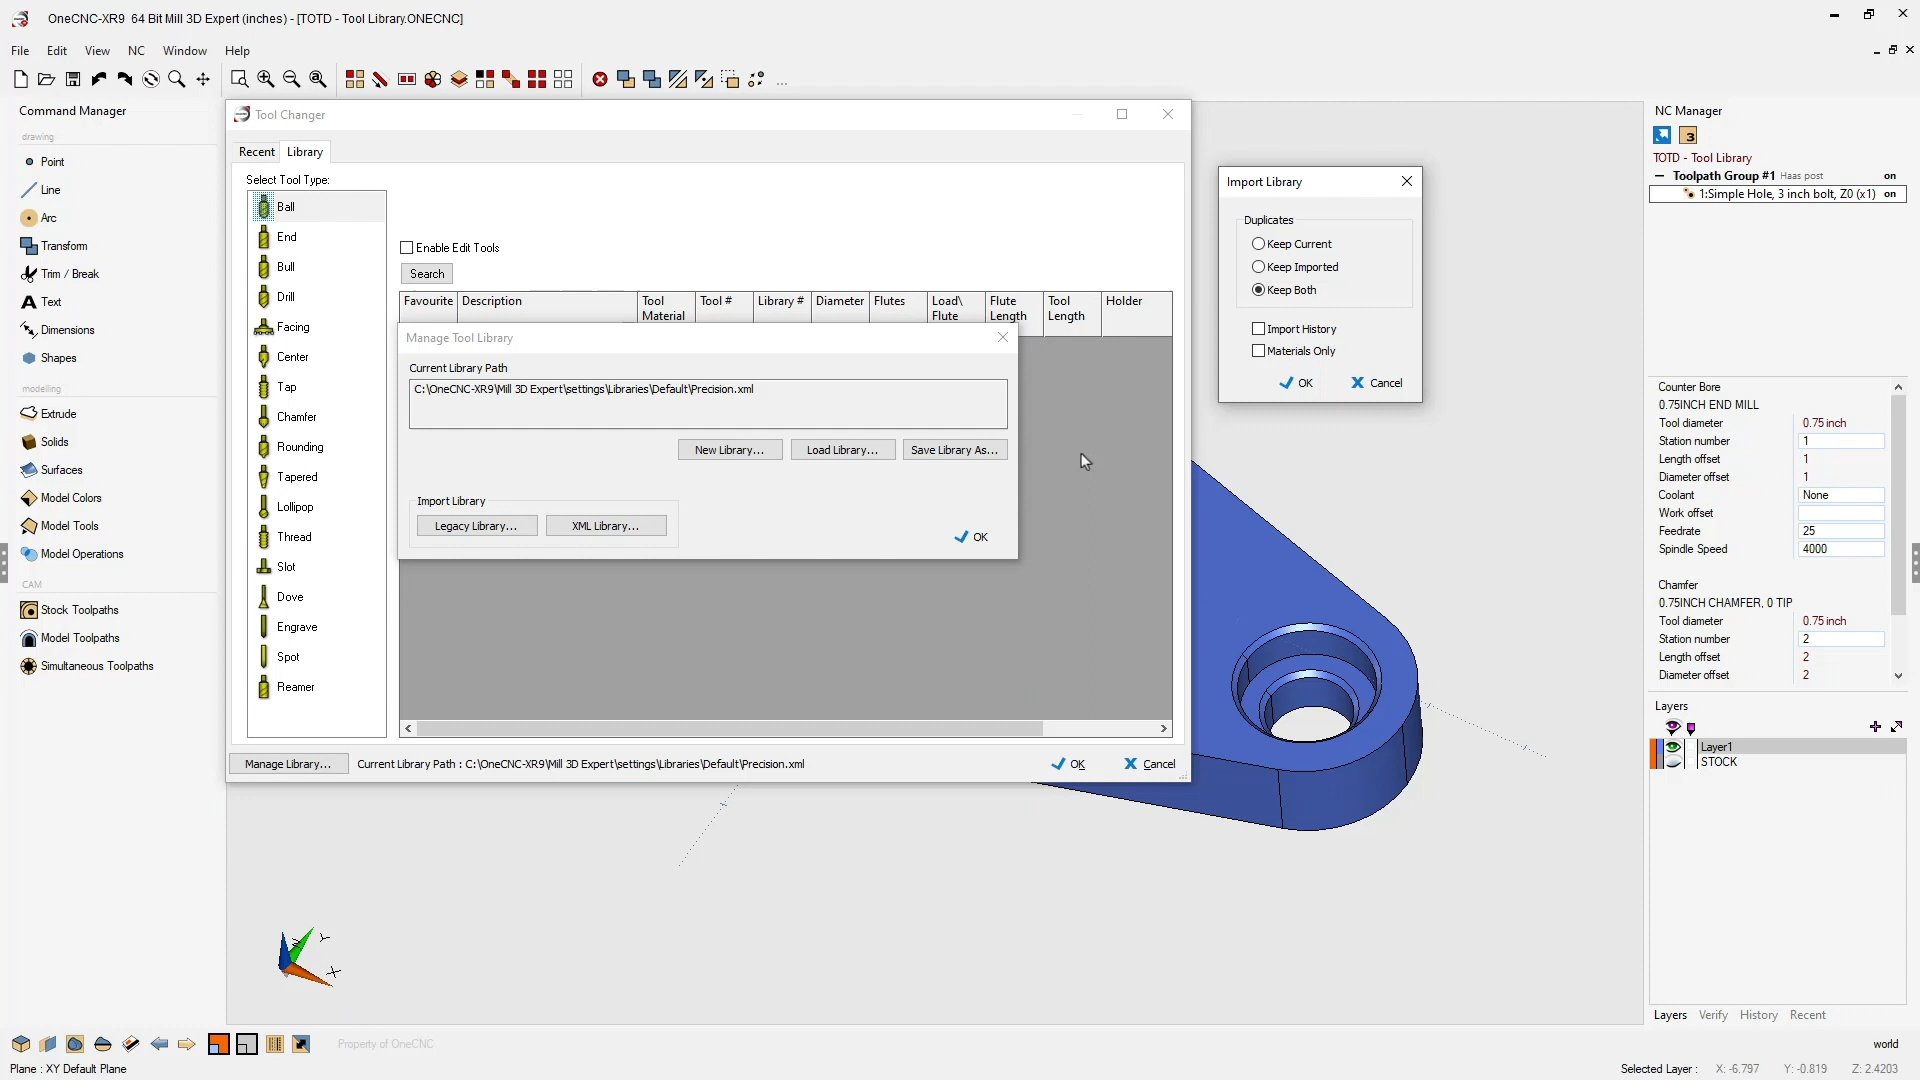 OneCNC-XR9 64 Bit Mill 3D Expert (inches) - [TOTD - Tool Library.ONECNC]
File Edit View NC Window Help
...
Command Manager
drawing
Point
Line
Arc
Transform
Trim / Break
Text
Dimensions
Shapes
modelling
Extrude
Solids
Surfaces
Model Colors
Model Tools
Model Operations
CAM
Stock Toolpaths
Model Toolpaths
Simultaneous Toolpaths
Tool Changer
Recent Library
Select Tool Type:
Ball
End
Bull
Drill
Facing
Center
Tap
Chamfer
Rounding
Tapered
Lollipop
Thread
Slot
Dove
Engrave
Spot
Reamer
Enable Edit Tools
Search
Favourite Description Tool Material Tool # Library # Diameter Flutes Load\ Flute Flute Length Tool Length Holder
Manage Tool Library
Current Library Path
C:\OneCNC-XR9\Mill 3D Expert\settings\Libraries\Default\Precision.xml
New Library... Load Library... Save Library As...
Import Library
Legacy Library... XML Library...
OK
Manage Library... Current Library Path : C:\OneCNC-XR9\Mill 3D Expert\settings\Libraries\Default\Precision.xml
OK Cancel
Import Library
Duplicates
Keep Current
Keep Imported
Keep Both
Import History
Materials Only
OK Cancel
NC Manager
3
TOTD - Tool Library
Toolpath Group #1 Haas post on
1:Simple Hole, 3 inch bolt, Z0 (x1) on
Counter Bore
0.75INCH END MILL
Tool diameter 0.75 inch
Station number 1
Length offset 1
Diameter offset 1
Coolant None
Work offset
Feedrate 25
Spindle Speed 4000
Chamfer
0.75INCH CHAMFER, 0 TIP
Tool diameter 0.75 inch
Station number 2
Length offset 2
Diameter offset 2
Layers
Layer1
STOCK
Layers Verify History Recent
X
Y
Z
Property of OneCNC
world
Plane : XY Default Plane
Selected Layer : X: -6.797 Y: -0.819 Z: 2.4203